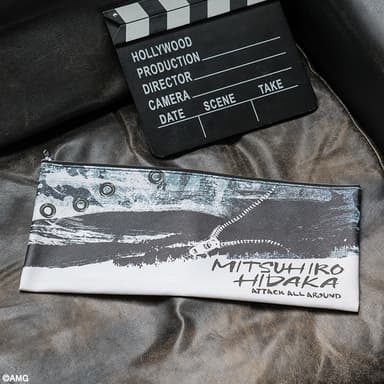 HOLLYWOOD
PRODUCTION
DIRECTOR
CAMERA
DATE SCENE TAKE
MITSUHIRO
HIDAKA
ATTACK ALL AROUND
©AMG